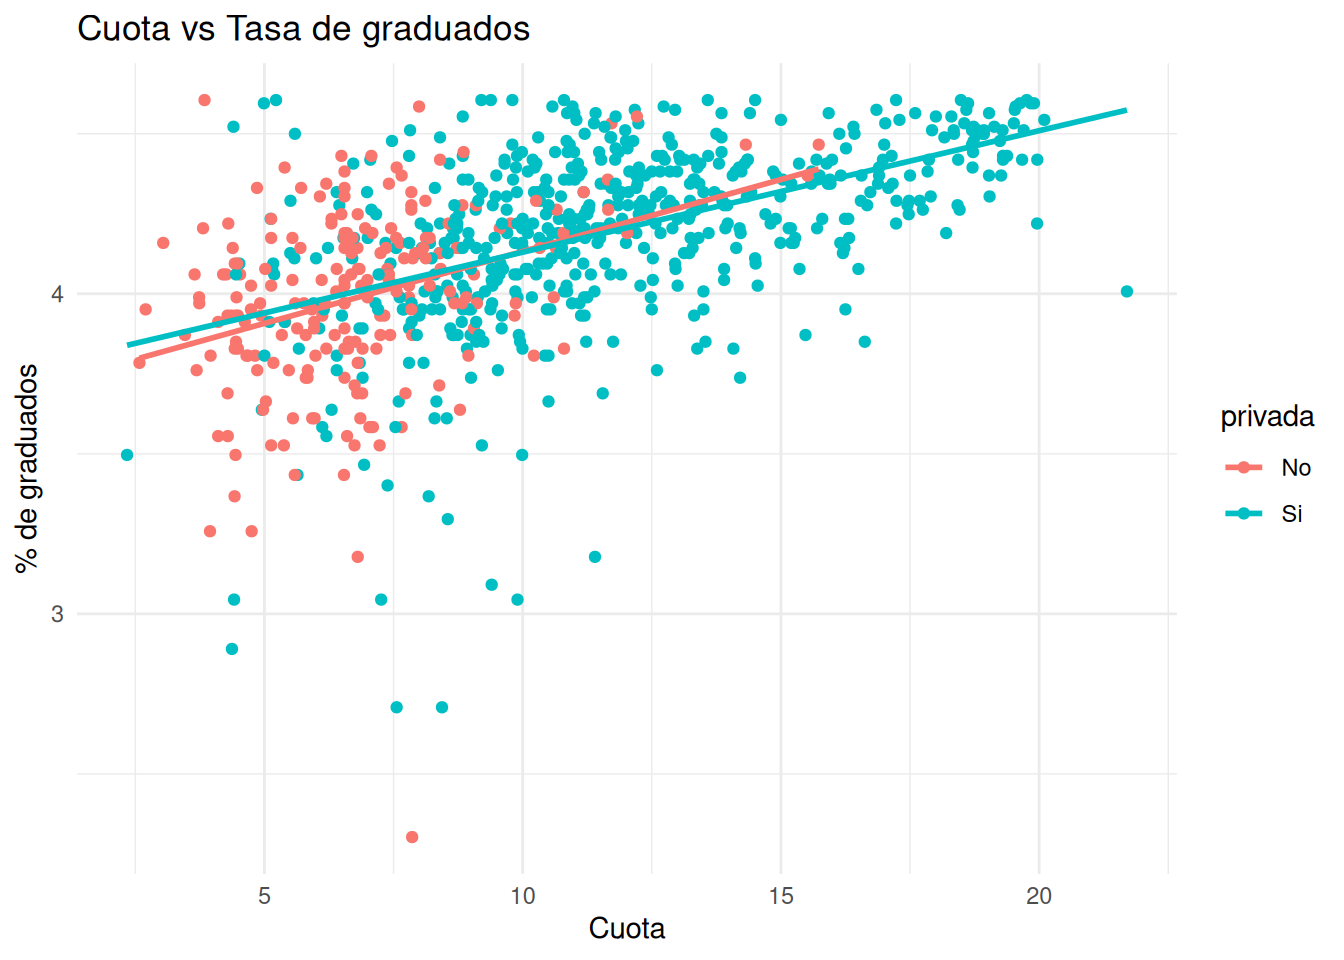 Cuota vs Tasa de graduados
% de graduados
4
3
5 10 15 20
Cuota
privada
No
Si